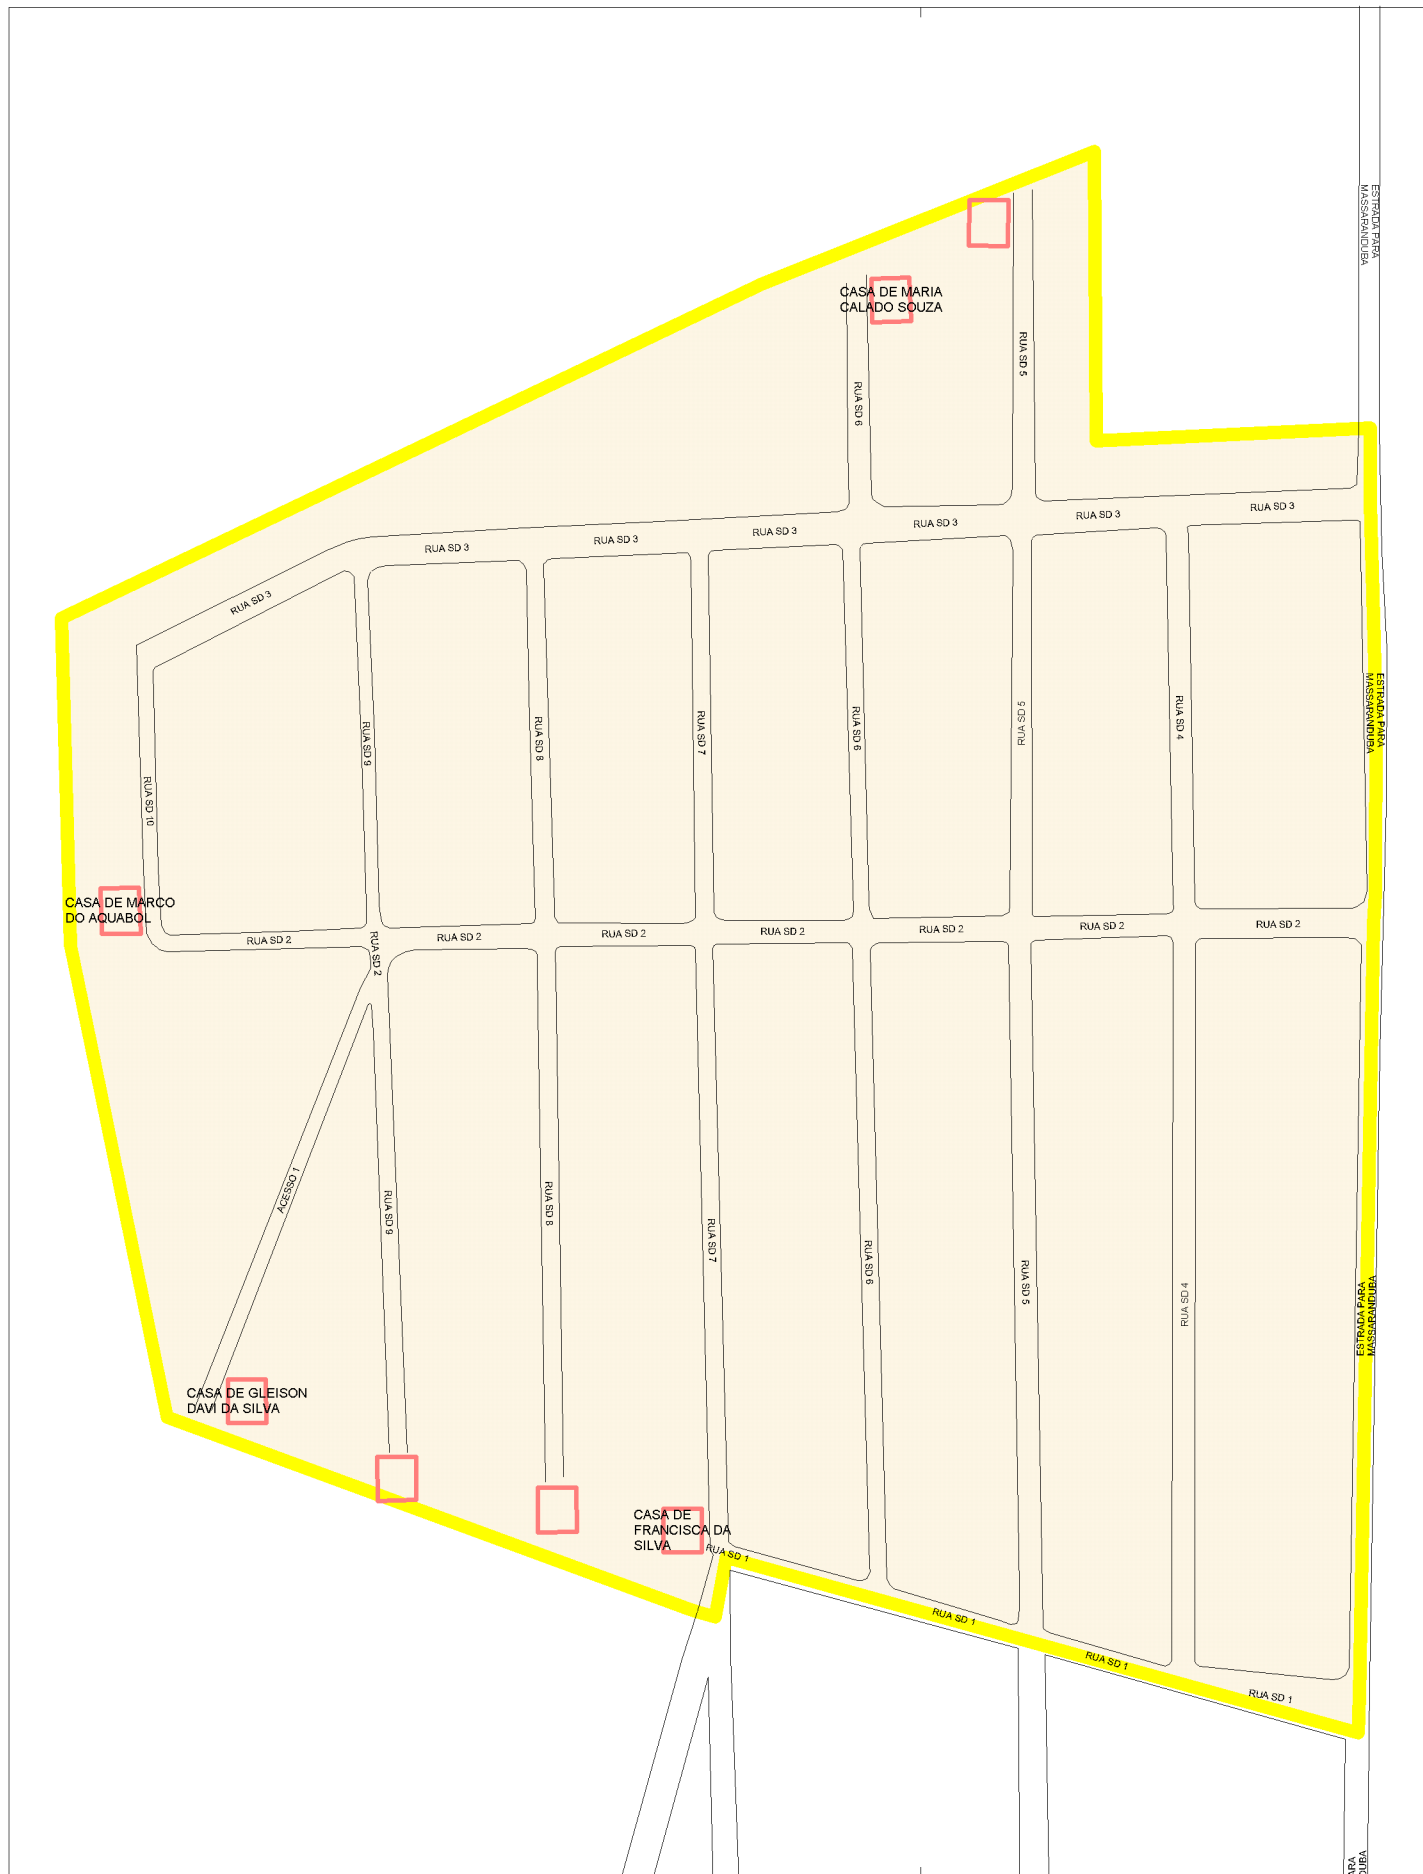 ESTRADA PARA
MASSARANDUBA
CASA DE MARIA
CALADO SOUZA
RUA SD 5
RUA SD 6
RUA SD 3
RUA SD 3
RUA SD 3
RUA SD 3
RUA SD 3
RUA SD 3
RUA SD 3
RUA SD 10
RUA SD 9
RUA SD 8
RUA SD 7
RUA SD 6
RUA SD 5
RUA SD 4
ESTRADA PARA
MASSARANDUBA
CASA DE MARCO
DO AQUABOL
RUA SD 2
RUA SD 2
RUA SD 2
RUA SD 2
RUA SD 2
RUA SD 2
RUA SD 2
RUA SD 2
ACESSO 1
RUA SD 9
RUA SD 8
RUA SD 7
RUA SD 6
RUA SD 5
RUA SD 4
ESTRADA PARA
MASSARANDUBA
CASA DE GLEISON
DAVI DA SILVA
CASA DE
FRANCISCA DA
SILVA
RUA SD 1
RUA SD 1
RUA SD 1
RUA SD 1
ARA
DUBA